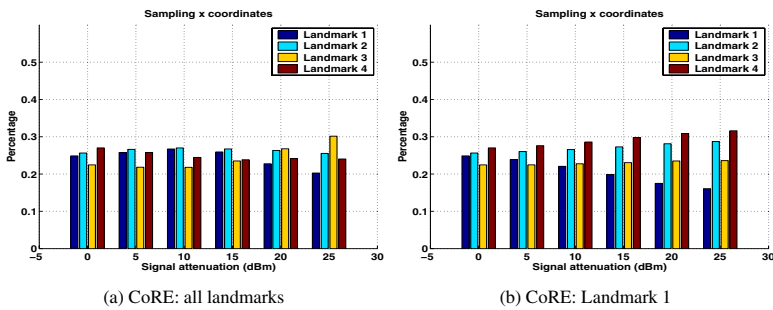 Sampling x coordinates
Landmark 1
Landmark 2
Landmark 3
Landmark 4
Percentage
0.5
0.4
0.3
0.2
0.1
0
−5
0
5
10
15
20
25
30
Signal attenuation (dBm)
(a) CoRE: all landmarks
Sampling x coordinates
Landmark 1
Landmark 2
Landmark 3
Landmark 4
Percentage
0.5
0.4
0.3
0.2
0.1
0
−5
0
5
10
15
20
25
30
Signal attenuation (dBm)
(b) CoRE: Landmark 1